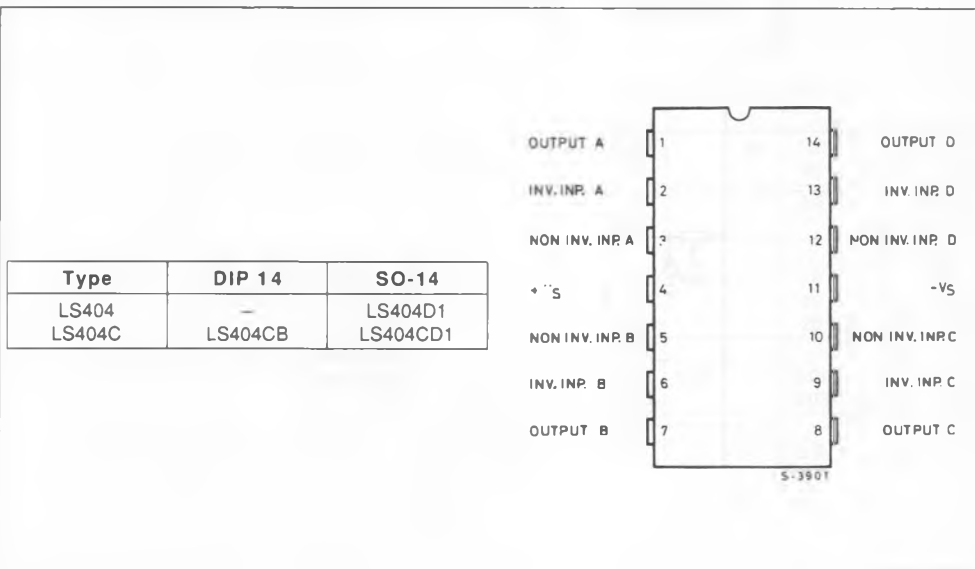 Type DIP 14 SO-14
LS404 – LS404D1
LS404C LS404CB LS404CD1
OUTPUT A 1 14 OUTPUT D
INV. INP. A 2 13 INV. INP. D
NON INV. INP. A 3 12 NON INV. INP. D
+ S 4 11 -VS
NON INV. INP. B 5 10 NON INV. INP. C
INV. INP. B 6 9 INV. INP. C
OUTPUT B 7 8 OUTPUT C